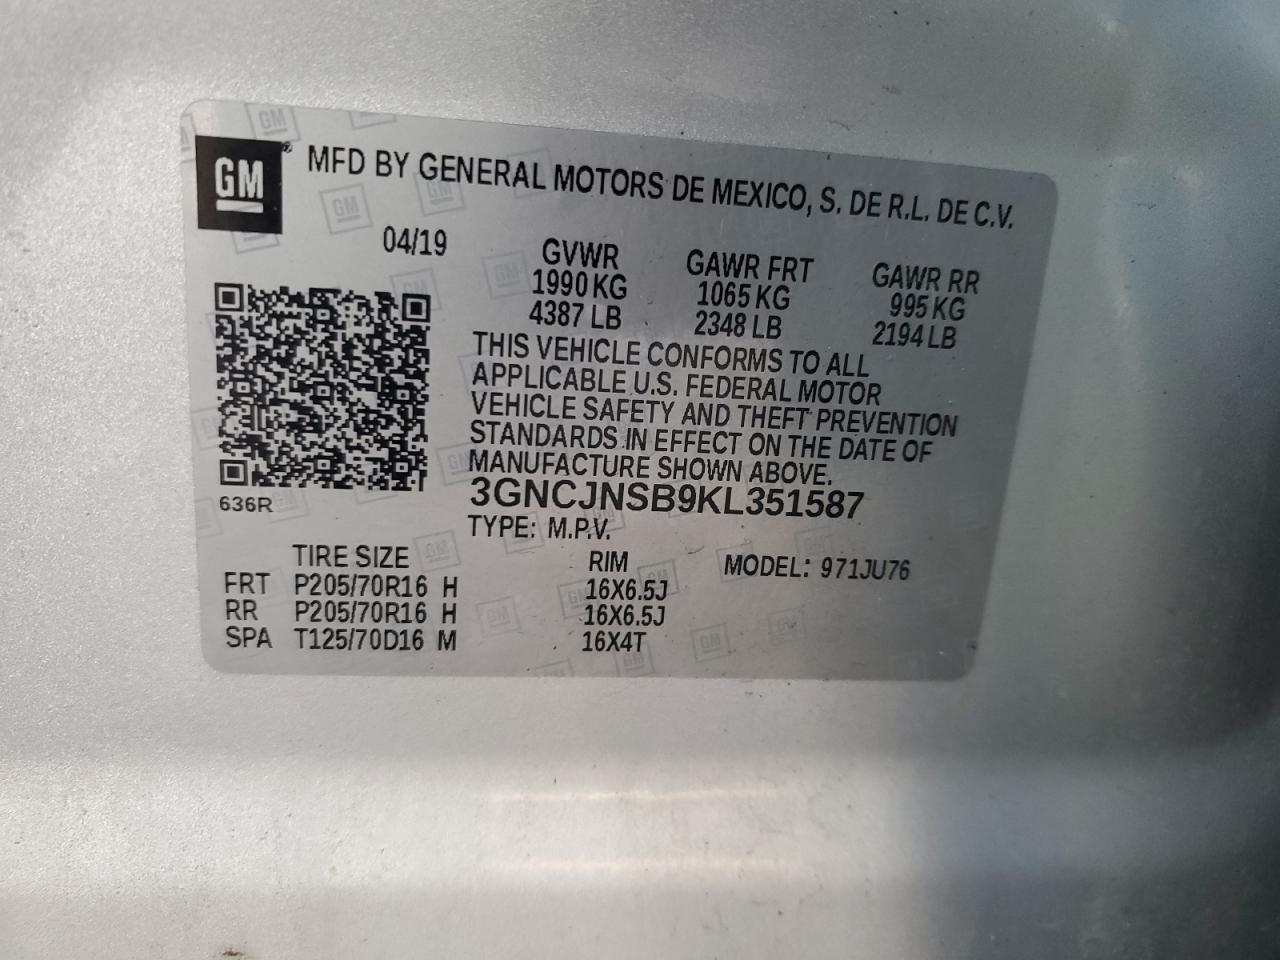 GM® MFD BY GENERAL MOTORS DE MEXICO, S. DE R.L. DE C.V.
04/19 GVWR GAWR FRT GAWR RR
1990 KG 1065 KG 995 KG
4387 LB 2348 LB 2194 LB
THIS VEHICLE CONFORMS TO ALL
APPLICABLE U.S. FEDERAL MOTOR
VEHICLE SAFETY AND THEFT PREVENTION
STANDARDS IN EFFECT ON THE DATE OF
MANUFACTURE SHOWN ABOVE.
636R 3GNCJNSB9KL351587
TYPE: M.P.V.
TIRE SIZE RIM MODEL: 971JU76
FRT P205/70R16 H 16X6.5J
RR P205/70R16 H 16X6.5J
SPA T125/70D16 M 16X4T